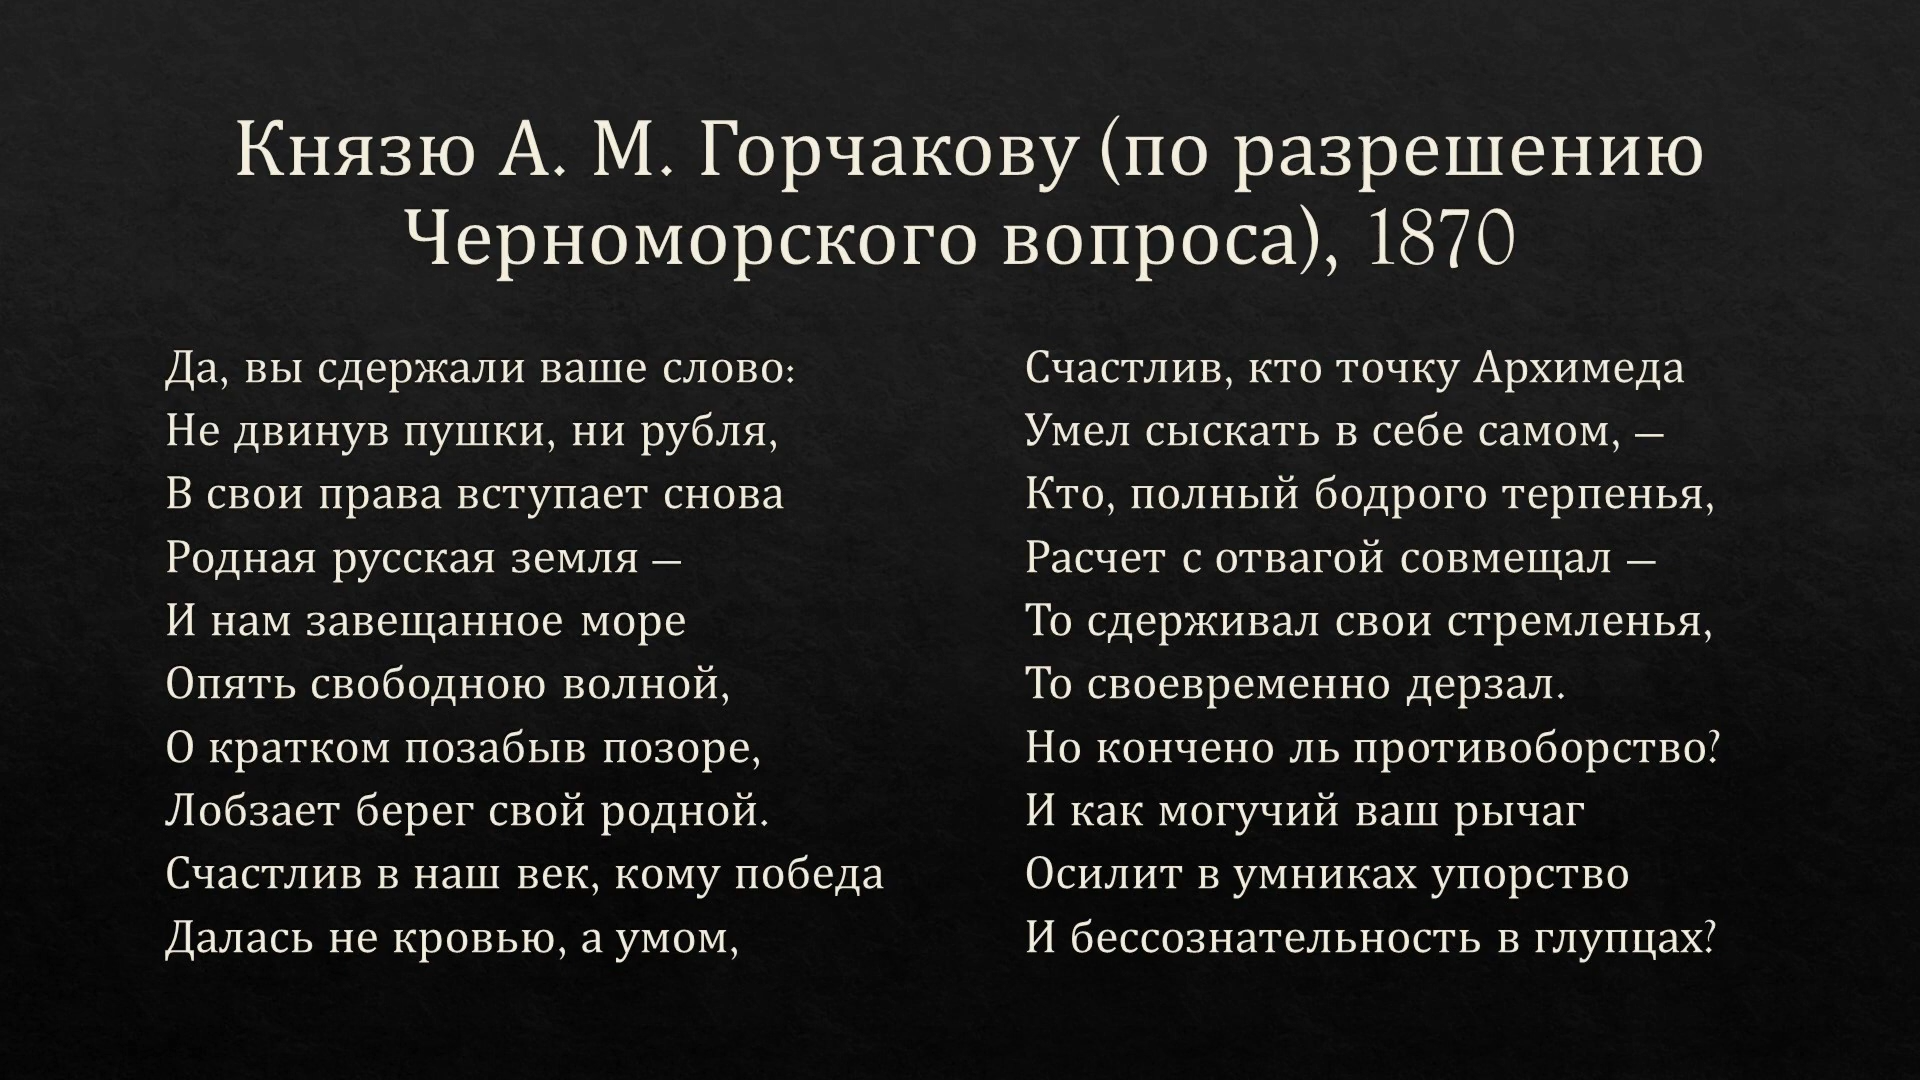 Князю А. М. Горчакову (по разрешению
Черноморского вопроса), 1870
Да, вы сдержали ваше слово:
Не двинув пушки, ни рубля,
В свои права вступает снова
Родная русская земля —
И нам завещанное море
Опять свободною волной,
О кратком позабыв позоре,
Лобзает берег свой родной.
Счастлив в наш век, кому победа
Далась не кровью, а умом,
Счастлив, кто точку Архимеда
Умел сыскать в себе самом, —
Кто, полный бодрого терпенья,
Расчет с отвагой совмещал —
То сдерживал свои стремленья,
То своевременно дерзал.
Но кончено ль противоборство?
И как могучий ваш рычаг
Осилит в умниках упорство
И бессознательность в глупцах?